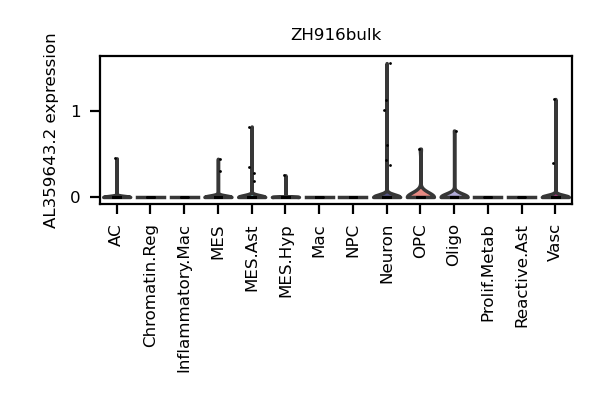 ZH916bulk
AL359643.2 expression
1
0
AC
Chromatin.Reg
Inflammatory.Mac
MES
MES.Ast
MES.Hyp
Mac
NPC
Neuron
OPC
Oligo
Prolif.Metab
Reactive.Ast
Vasc